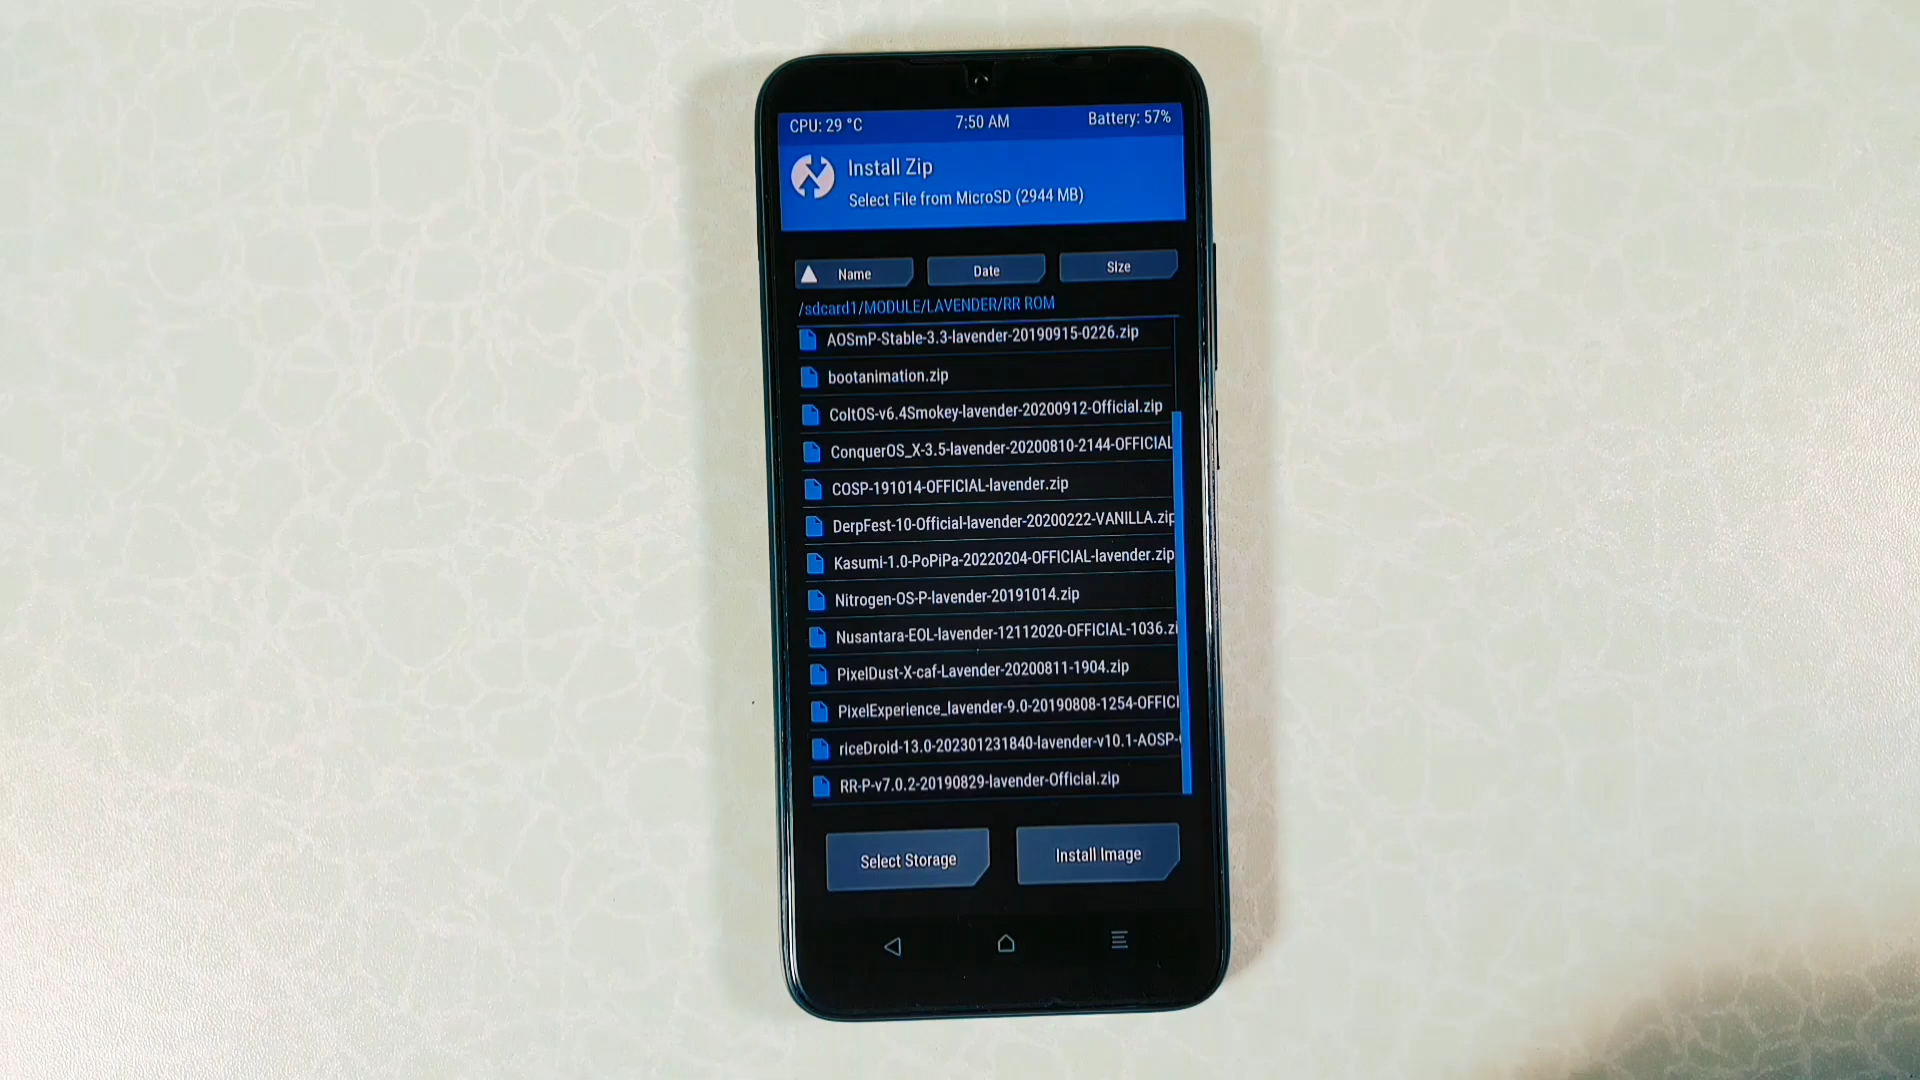 CPU: 29 °C 7:50 AM Battery: 57%
Install Zip
Select File from MicroSD (2944 MB)
Name Date Size
/sdcard1/MODULE/LAVENDER/RR ROM
AOSmP-Stable-3.3-lavender-20190915-0226.zip
bootanimation.zip
ColtOS-v6.4Smokey-lavender-20200912-Official.zip
ConquerOS_X-3.5-lavender-20200810-2144-OFFICIAL
COSP-191014-OFFICIAL-lavender.zip
DerpFest-10-Official-lavender-20200222-VANILLA.zip
Kasumi-1.0-PoPiPa-20220204-OFFICIAL-lavender.zip
Nitrogen-OS-P-lavender-20191014.zip
Nusantara-EOL-lavender-12112020-OFFICIAL-1036.zi
PixelDust-X-caf-Lavender-20200811-1904.zip
PixelExperience_lavender-9.0-20190808-1254-OFFICI
riceDroid-13.0-202301231840-lavender-v10.1-AOSP-
RR-P-v7.0.2-20190829-lavender-Official.zip
Select Storage Install Image